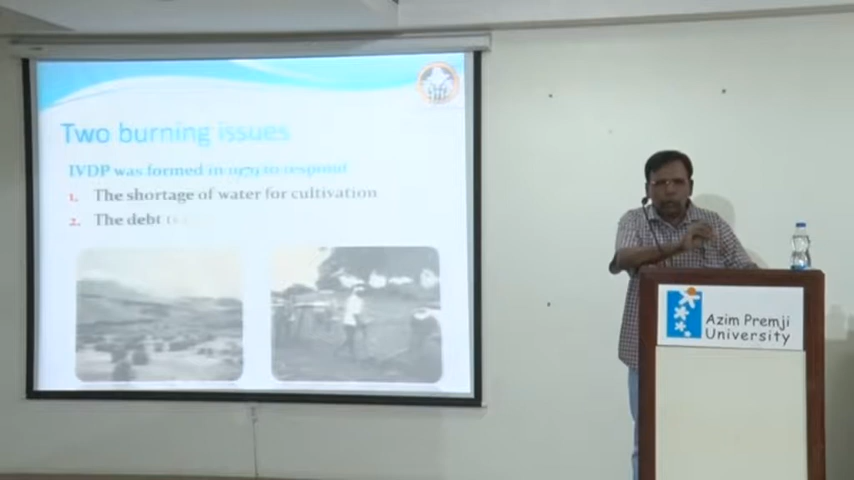 Two burning issues
IVDP was formed in 1979 to respond
1. The shortage of water for cultivation
2. The debt
Azim Premji
University